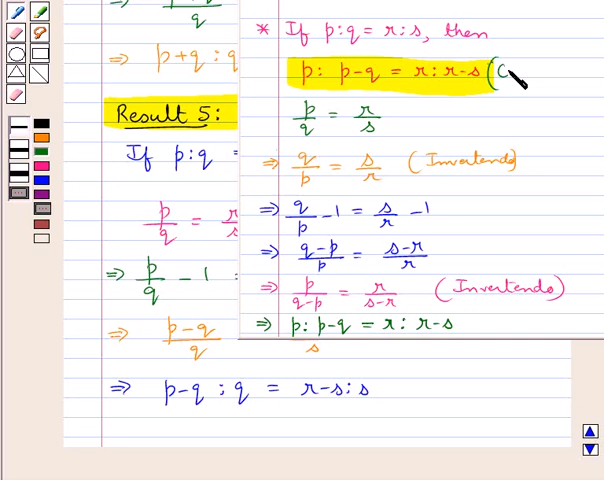 q
⇒ p+q : q
Result 5:
If p:q =
p/q = r/s
⇒ p/q - 1 =
⇒ (p-q)/q
s
⇒ p-q : q = r-s : s
* If p:q = r:s, then
p: p-q = r: r-s (C
p/q = r/s
⇒ q/p = s/r (Invertendo)
⇒ q/p - 1 = s/r - 1
⇒ (q-p)/p = (s-r)/r
⇒ p/(q-p) = r/(s-r) (Invertendo)
⇒ p: p-q = r: r-s